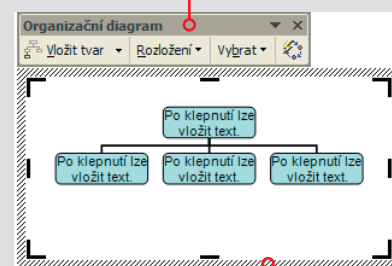 Organizační diagram
Vložit tvar Rozložení Vybrat
Po klepnutí lze
vložit text.
Po klepnutí lze
vložit text.
Po klepnutí lze
vložit text.
Po klepnutí lze
vložit text.